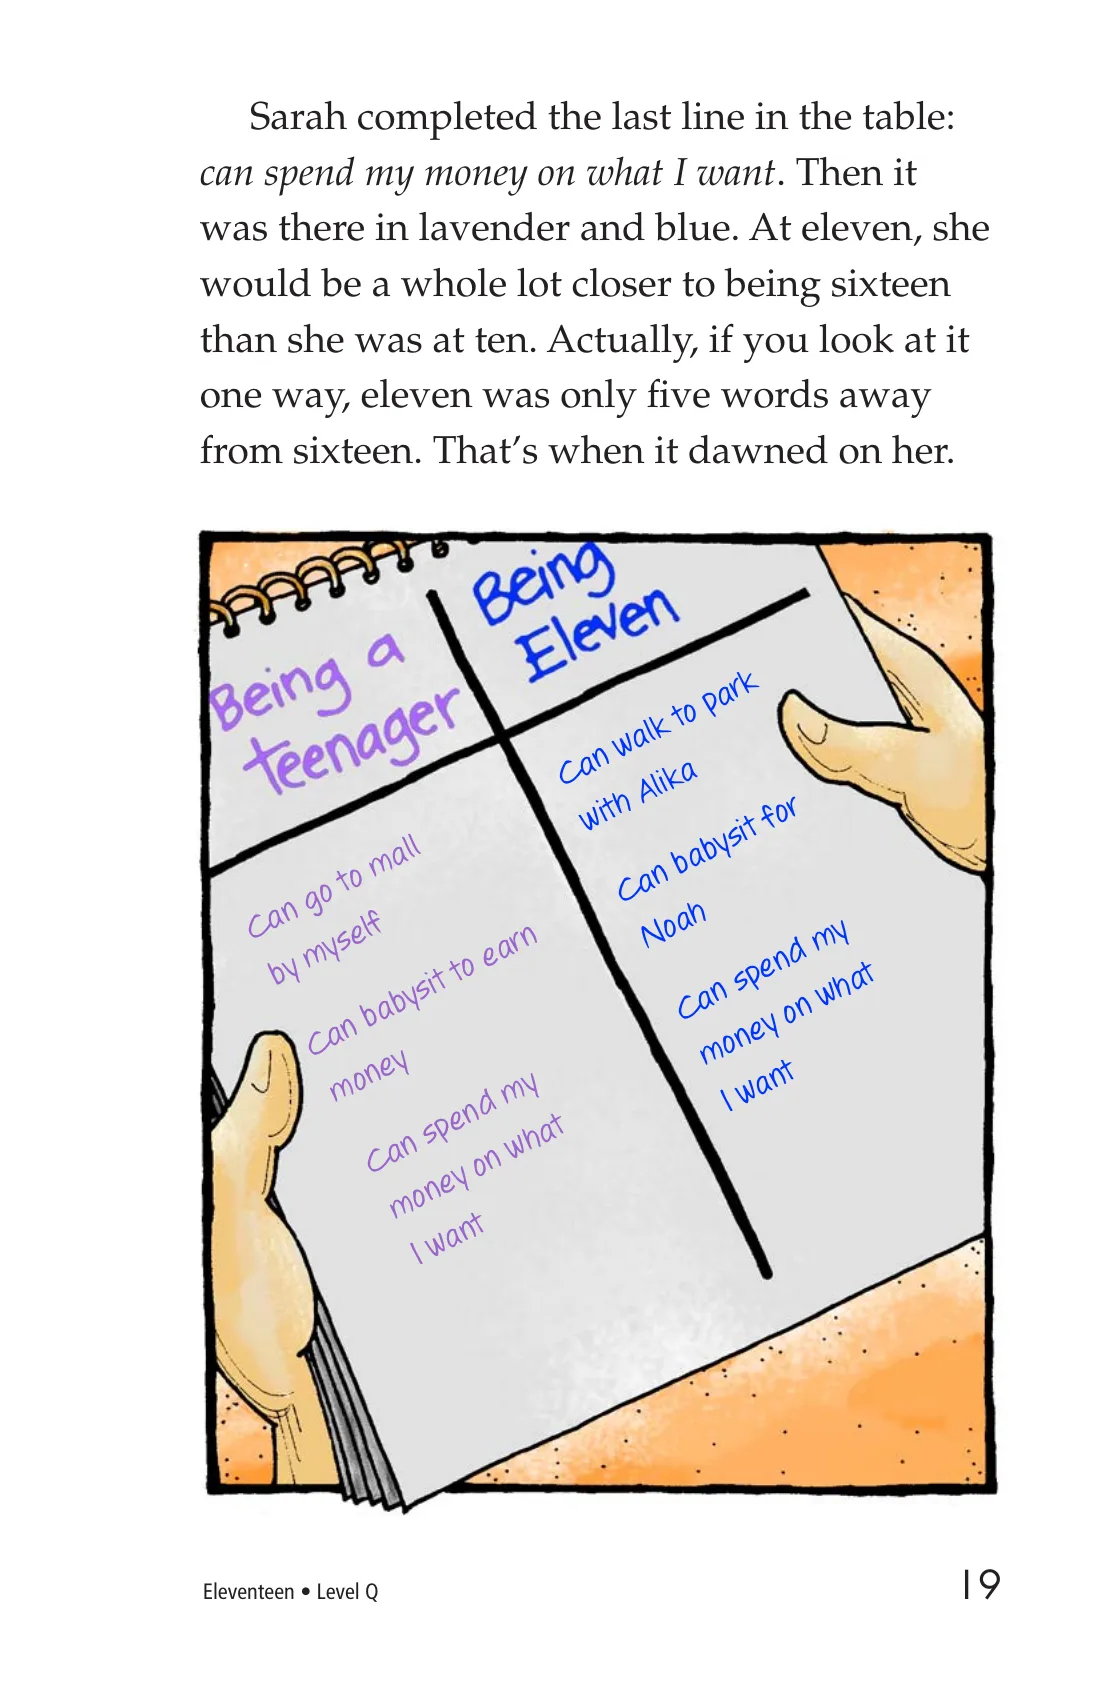 Sarah completed the last line in the table:
can spend my money on what I want. Then it
was there in lavender and blue. At eleven, she
would be a whole lot closer to being sixteen
than she was at ten. Actually, if you look at it
one way, eleven was only five words away
from sixteen. That’s when it dawned on her.
Being a
teenager
Can go to mall
by myself
Can babysit to earn
money
Can spend my
money on what
I want
Being
Eleven
Can walk to park
with Alika
Can babysit for
Noah
Can spend my
money on what
I want
Eleventeen • Level Q
19